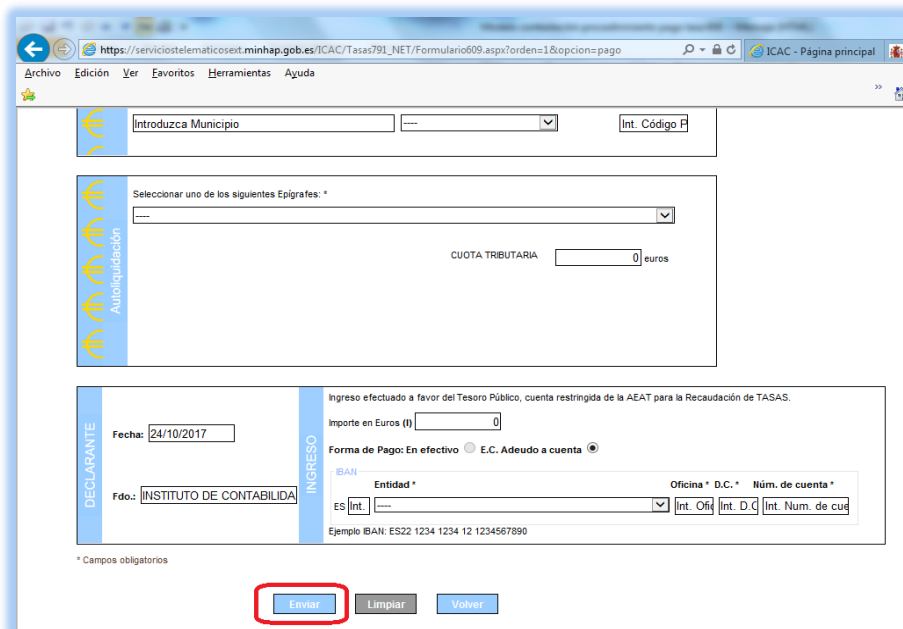 https://serviciostelematicosext.minhap.gob.es/ICAC/Tasas791_NET/Formulario609.aspx?orden=1&opcion=pago
ICAC - Página principal
Archivo Edición Ver Favoritos Herramientas Ayuda
Introduzca Municipio ---- Int. Código P
Autoliquidación
Seleccionar uno de los siguientes Epígrafes: *
----
CUOTA TRIBUTARIA 0 euros
DECLARANTE
Fecha: 24/10/2017
Fdo.: INSTITUTO DE CONTABILIDA
INGRESO
Ingreso efectuado a favor del Tesoro Público, cuenta restringida de la AEAT para la Recaudación de TASAS.
Importe en Euros (I) 0
Forma de Pago: En efectivo E.C. Adeudo a cuenta
IBAN
Entidad * Oficina * D.C. * Núm. de cuenta *
ES Int. ---- Int. Ofi Int. D.C Int. Num. de cue
Ejemplo IBAN: ES22 1234 1234 12 1234567890
* Campos obligatorios
Enviar Limpiar Volver